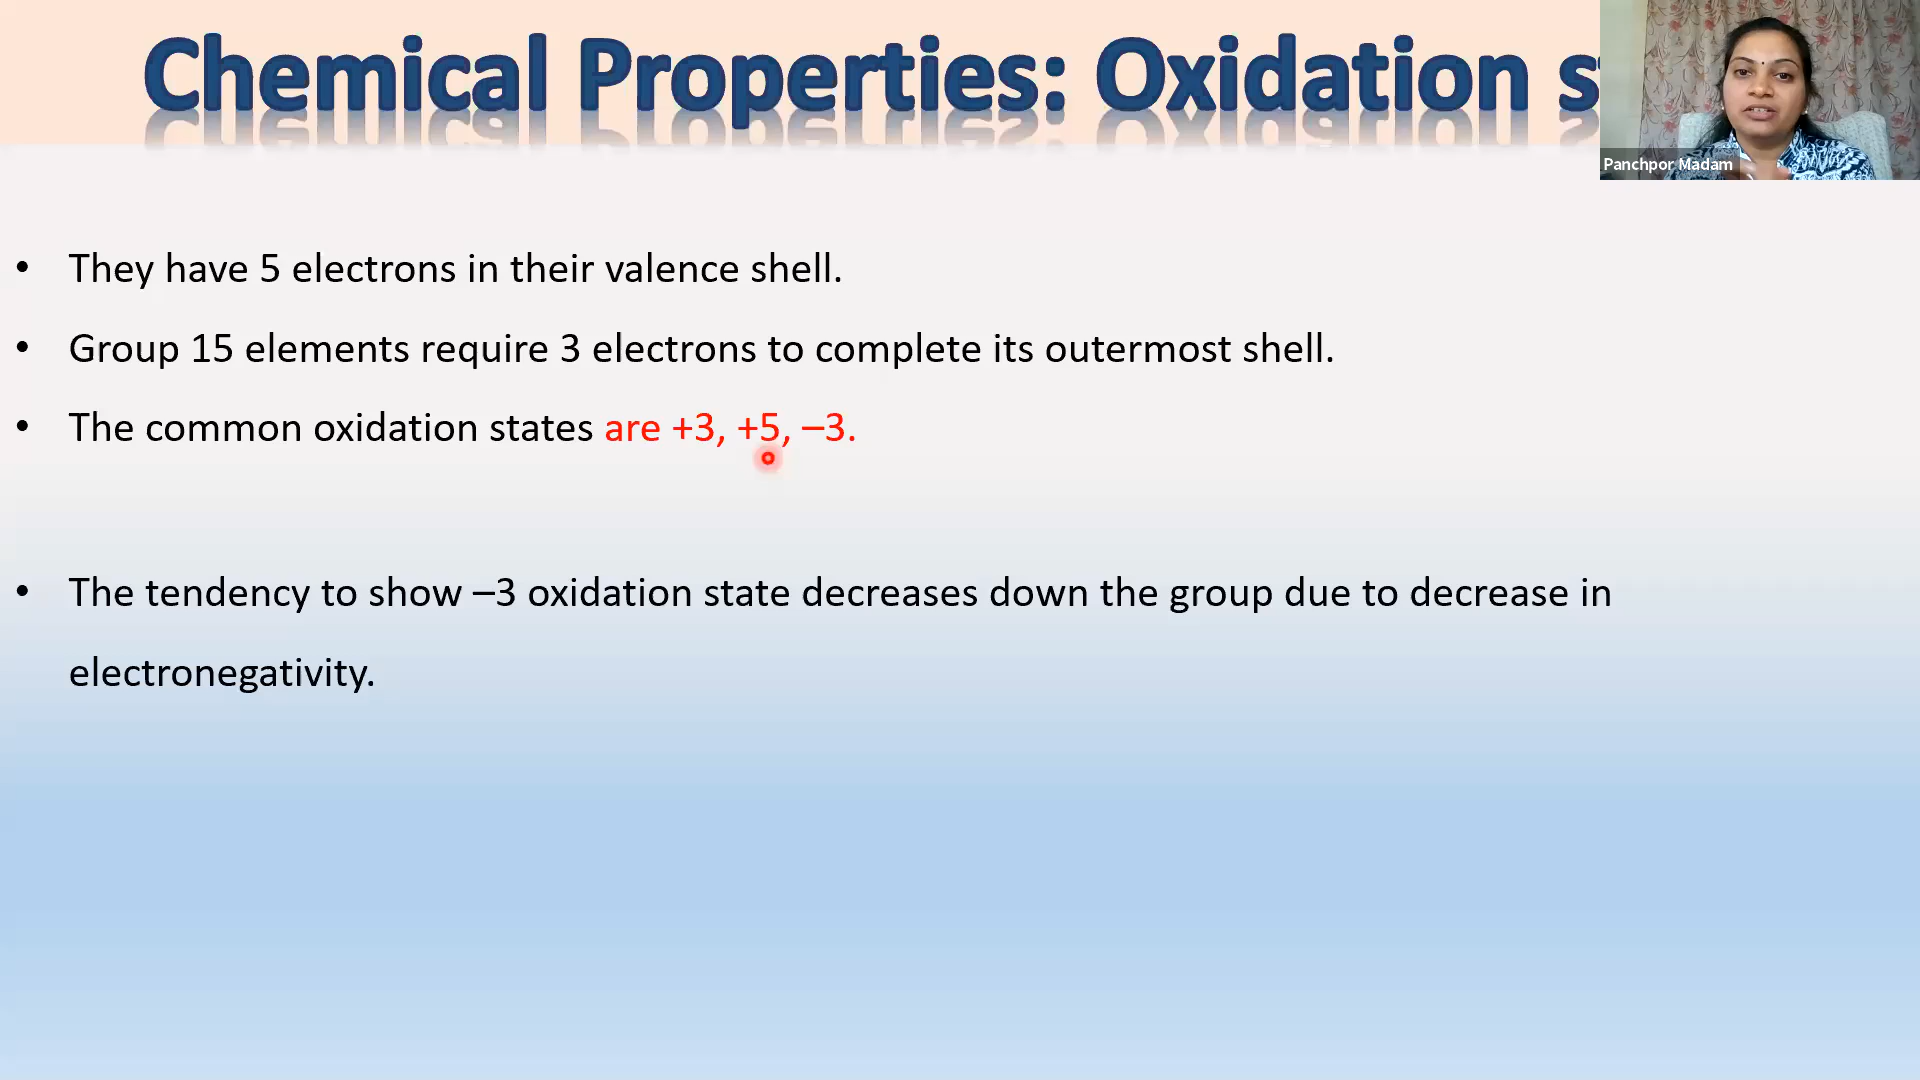 Chemical Properties: Oxidation s
Panchpor Madam
• They have 5 electrons in their valence shell.
• Group 15 elements require 3 electrons to complete its outermost shell.
• The common oxidation states are +3, +5, –3.
• The tendency to show –3 oxidation state decreases down the group due to decrease in
electronegativity.